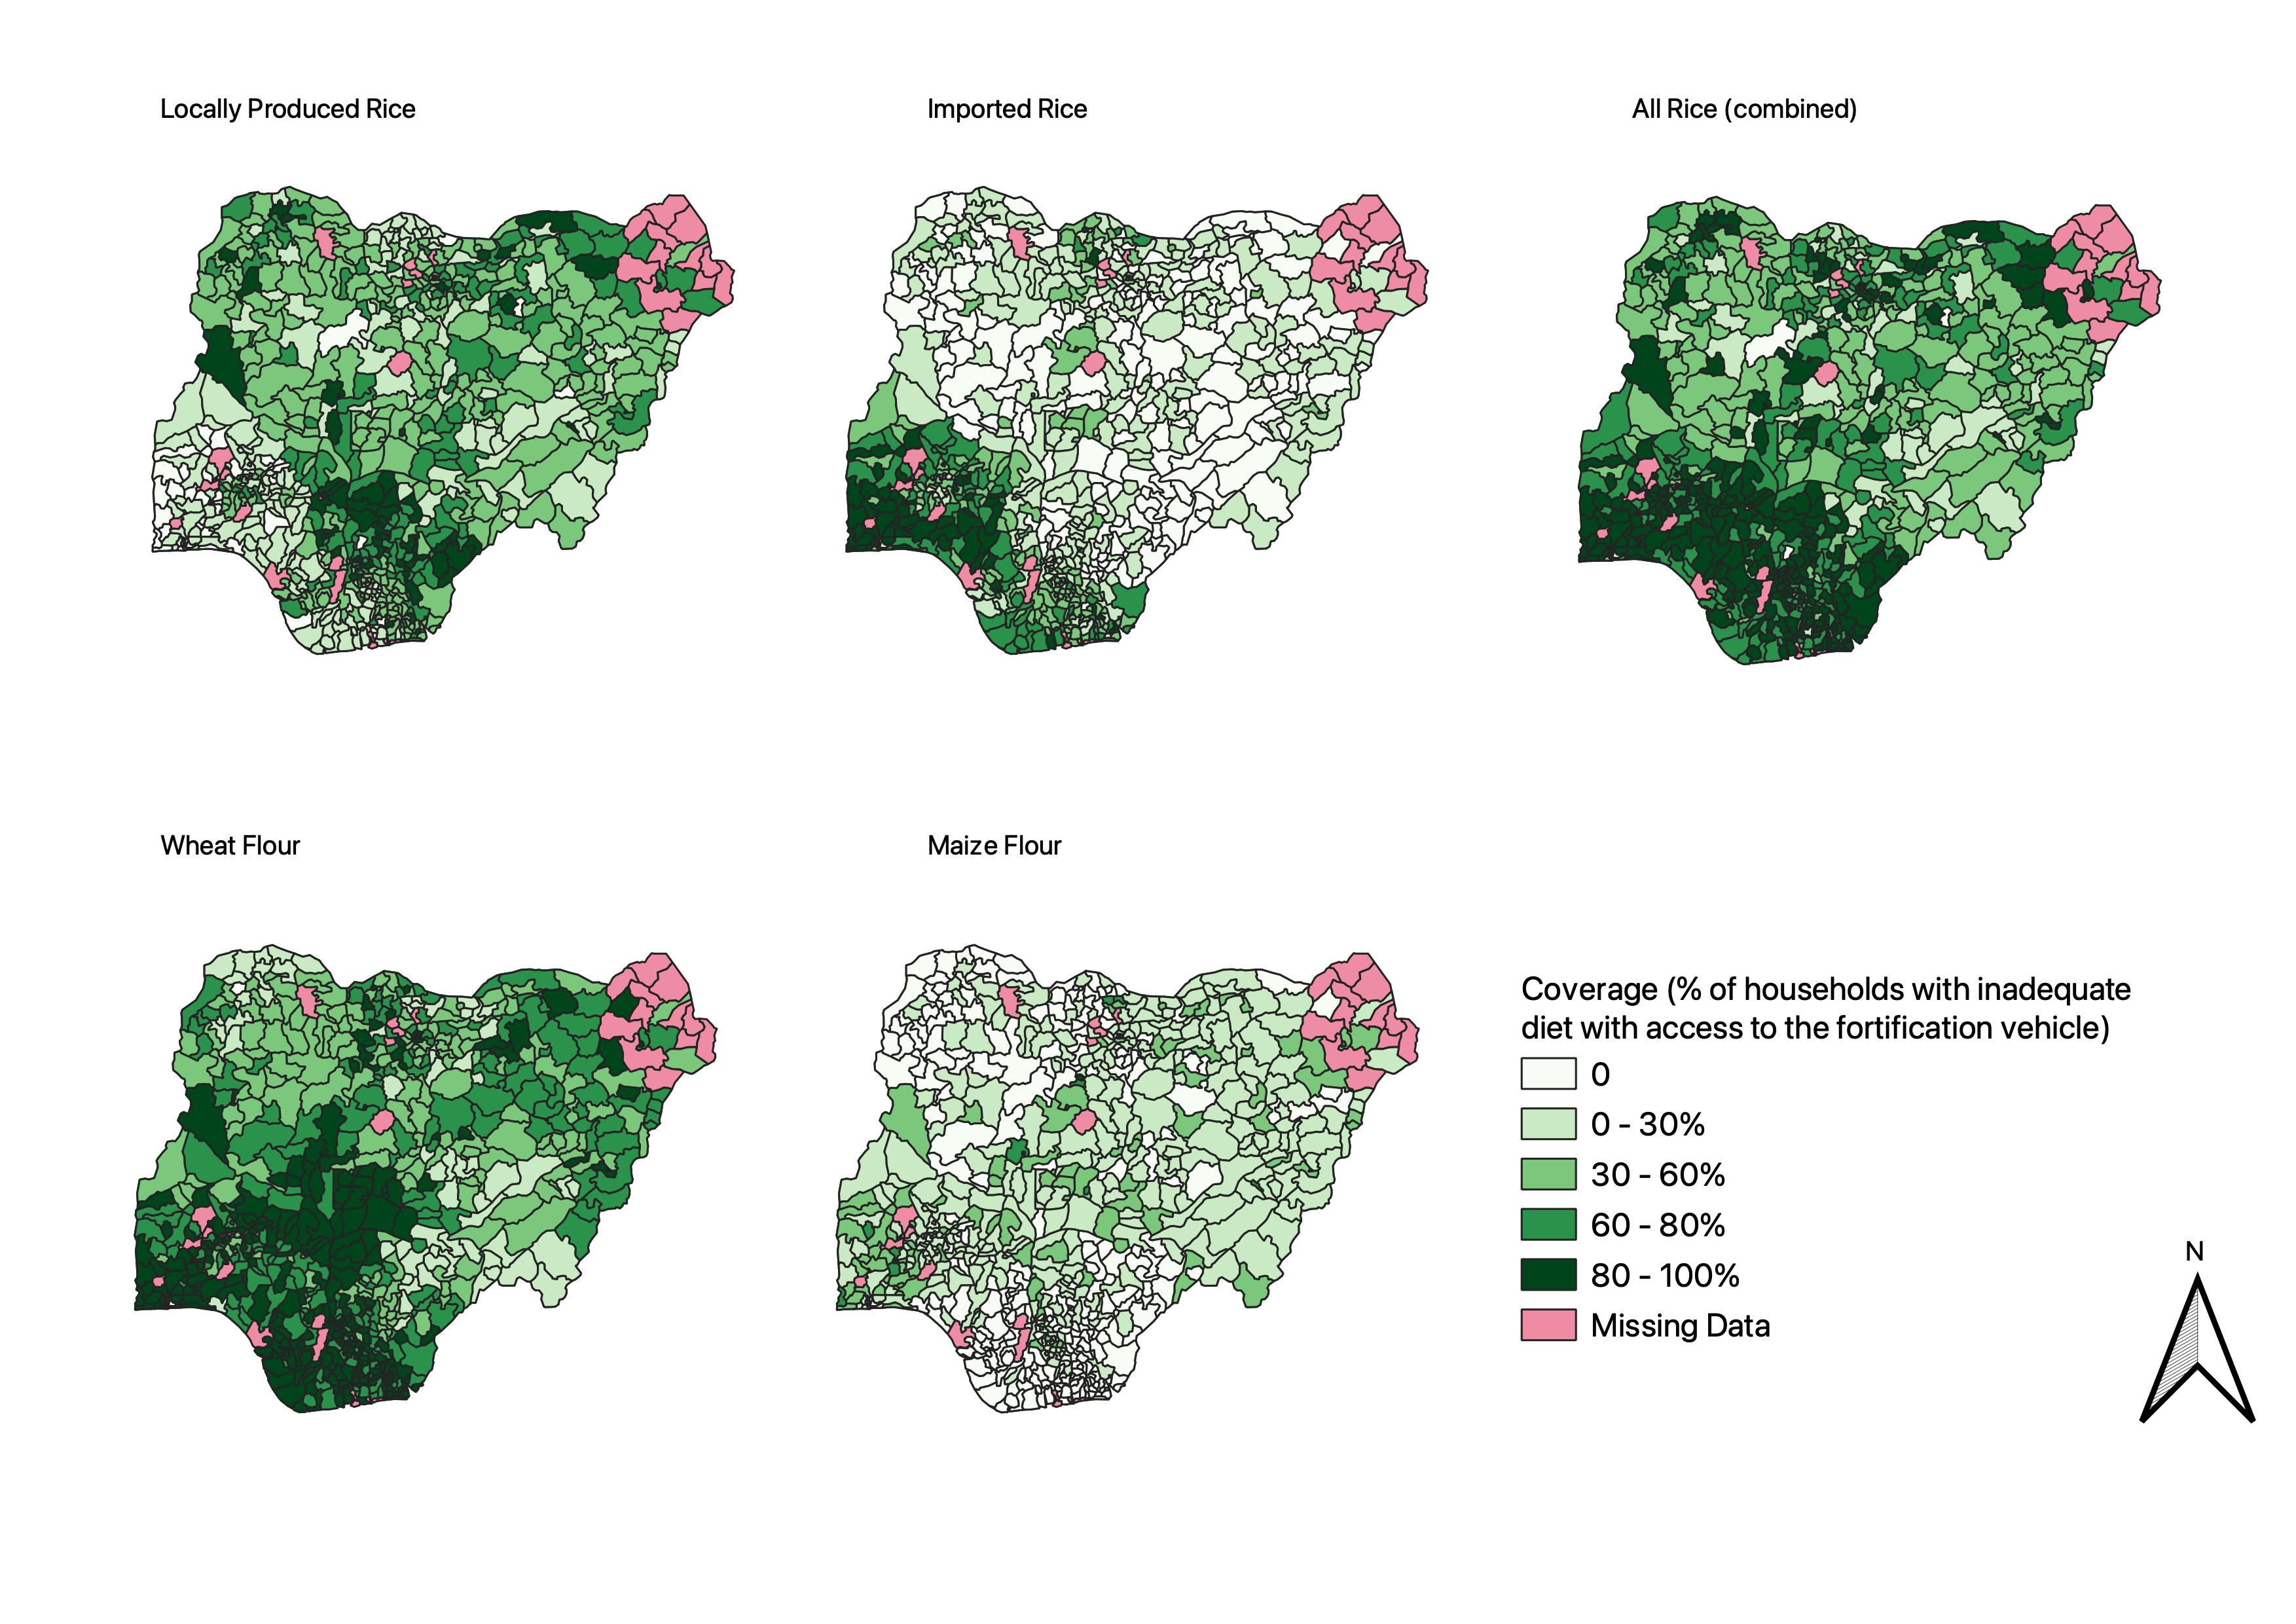 Locally Produced Rice
Imported Rice
All Rice (combined)
Wheat Flour
Maize Flour
Coverage (% of households with inadequate
diet with access to the fortification vehicle)
0
0 - 30%
30 - 60%
60 - 80%
80 - 100%
Missing Data
N